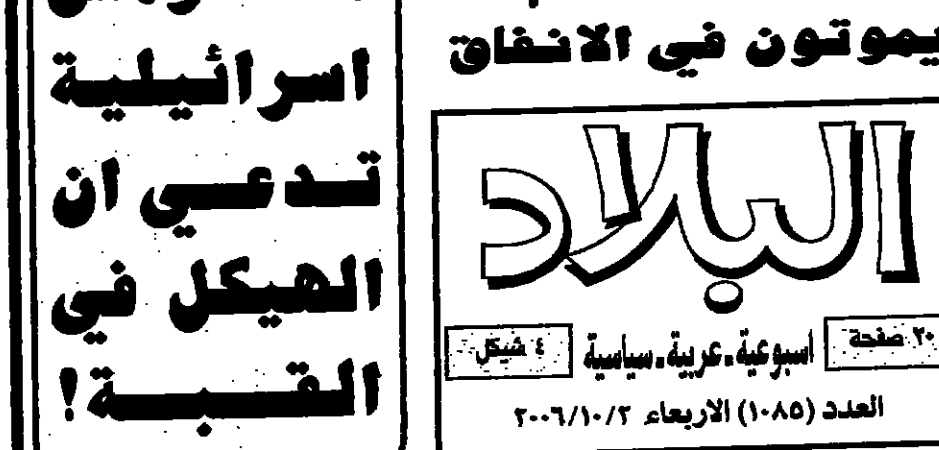 يموتون في الانفاق
البلاد
٢٠ صفحة
اسبوعية ـ عربية ـ سياسية
٤ شيكل
العدد (١٠٨٥) الاربعاء ٢٠٠٦/١٠/٢
اسرائيلية
تدعي ان
الهيكل في
القبة!